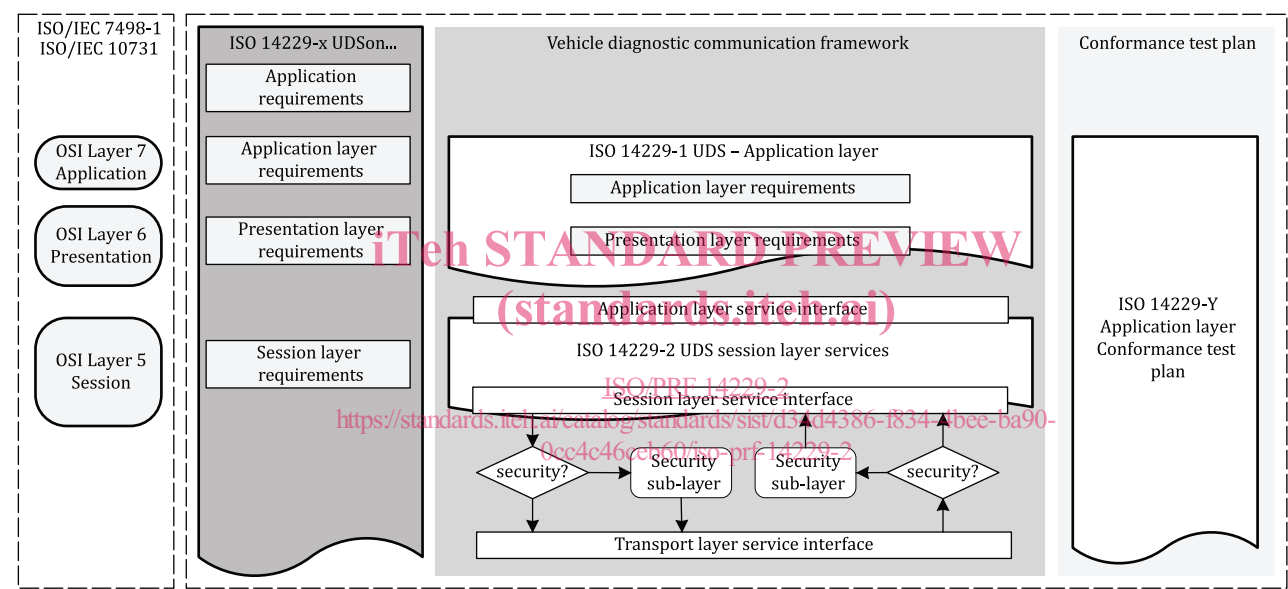 ISO/IEC 7498-1
ISO/IEC 10731
OSI Layer 7
Application
OSI Layer 6
Presentation
OSI Layer 5
Session
ISO 14229-x UDSon...
Application
requirements
Application layer
requirements
Presentation layer
requirements
Session layer
requirements
Vehicle diagnostic communication framework
ISO 14229-1 UDS – Application layer
Application layer requirements
Presentation layer requirements
Application layer service interface
ISO 14229-2 UDS session layer services
Session layer service interface
security?
Security
sub-layer
Security
sub-layer
security?
Transport layer service interface
Conformance test plan
ISO 14229-Y
Application layer
Conformance test
plan
iTeh STANDARD PREVIEW
(standards.iteh.ai)
ISO/PRF 14229-2
https://standards.iteh.ai/catalog/standards/sist/d34d4386-f834-4bee-ba90-
0cc4c46ceb60/iso-prf-14229-2